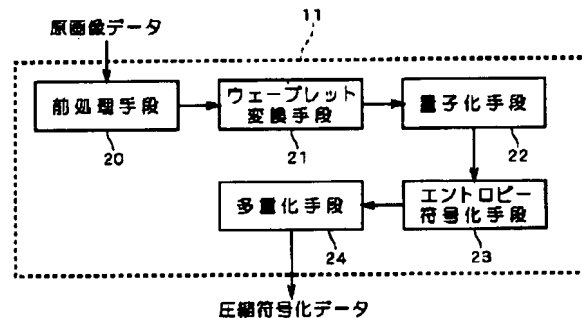 原画像データ
11
前処理手段
ウェーブレット
変換手段
量子化手段
20
21
22
多重化手段
エントロピー
符号化手段
24
23
圧縮符号化データ